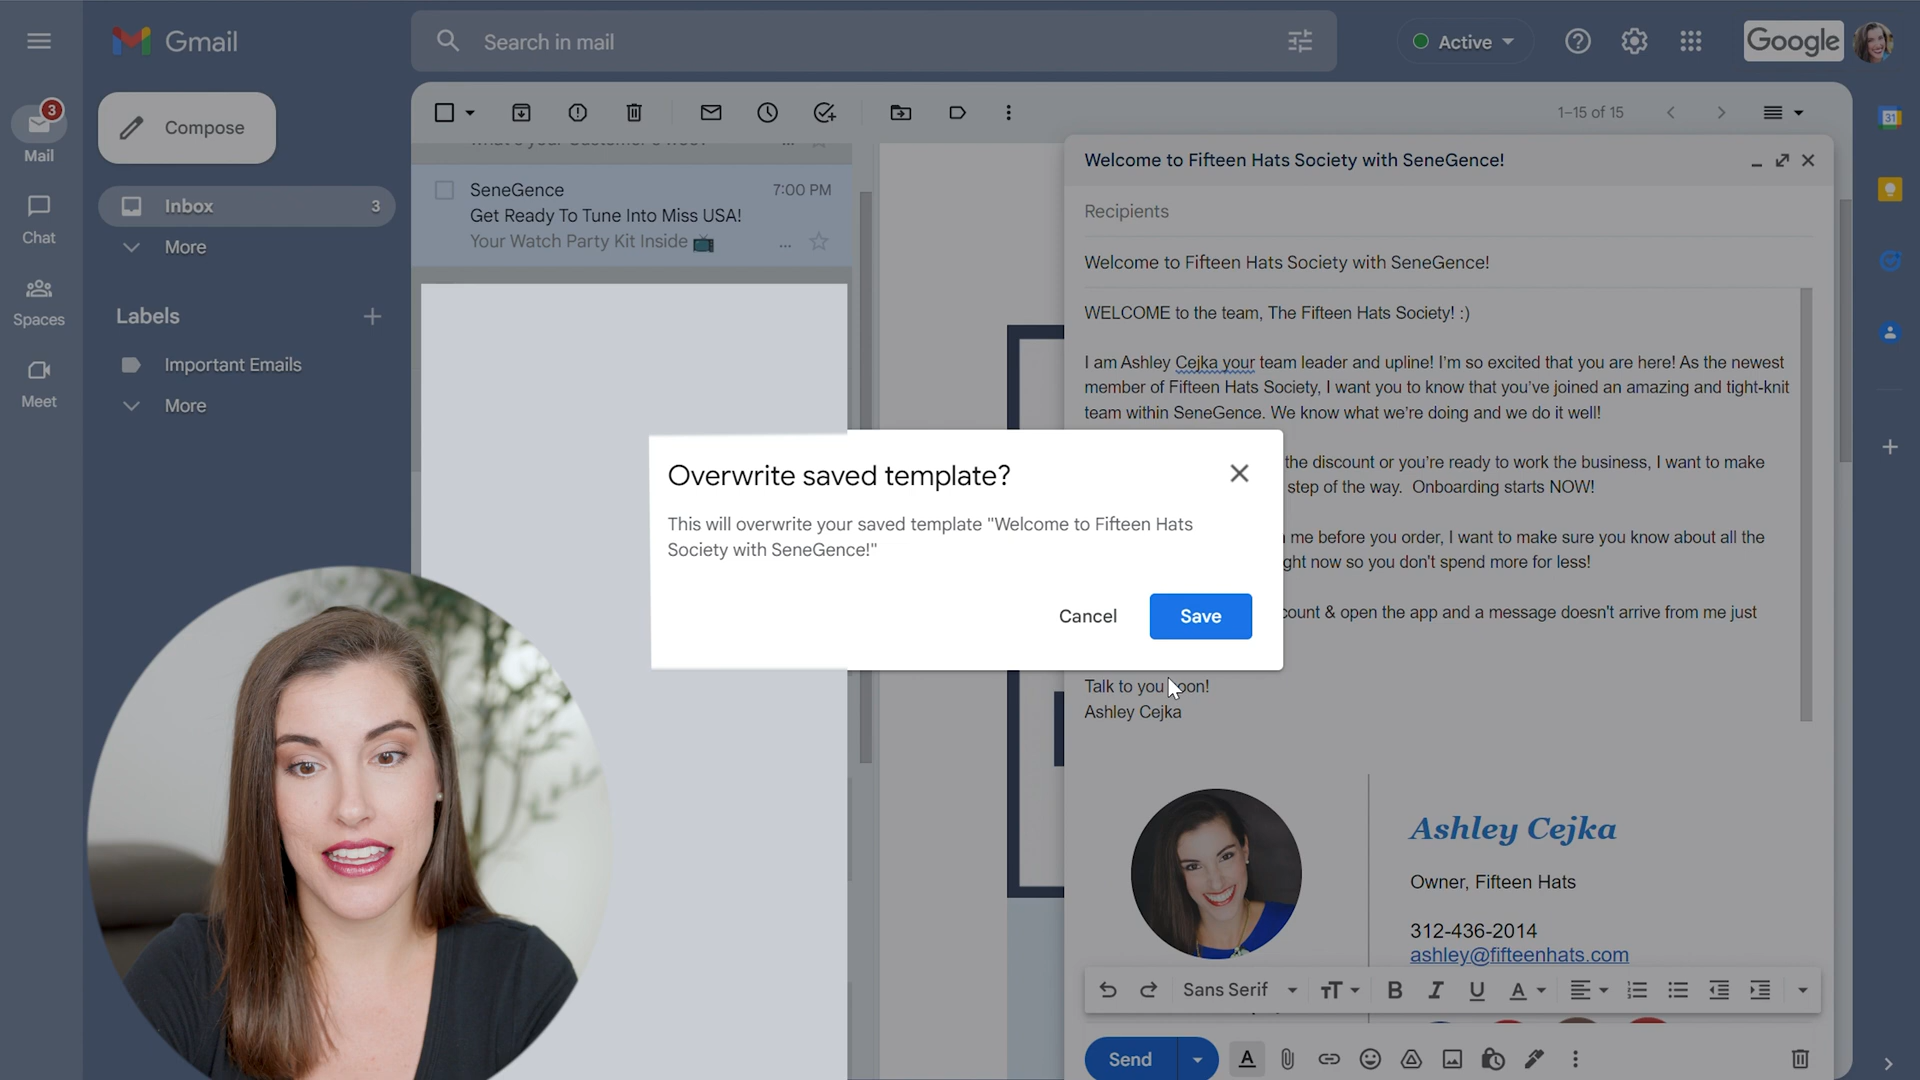 Gmail
Search in mail
Active
Google
3
Mail
Compose
1–15 of 15
31
Chat
Inbox
3
More
Spaces
Labels
Important Emails
More
Meet
SeneGence
7:00 PM
Get Ready To Tune Into Miss USA!
Your Watch Party Kit Inside
...
Welcome to Fifteen Hats Society with SeneGence!
Recipients
Welcome to Fifteen Hats Society with SeneGence!
WELCOME to the team, The Fifteen Hats Society! :)
I am Ashley Cejka your team leader and upline! I'm so excited that you are here! As the newest
member of Fifteen Hats Society, I want you to know that you've joined an amazing and tight-knit
team within SeneGence. We know what we're doing and we do it well!
the discount or you're ready to work the business, I want to make
step of the way. Onboarding starts NOW!
me before you order, I want to make sure you know about all the
ght now so you don't spend more for less!
count & open the app and a message doesn't arrive from me just
Overwrite saved template?
This will overwrite your saved template "Welcome to Fifteen Hats
Society with SeneGence!"
Cancel
Save
Talk to you soon!
Ashley Cejka
Ashley Cejka
Owner, Fifteen Hats
312-436-2014
ashley@fifteenhats.com
Sans Serif
Send